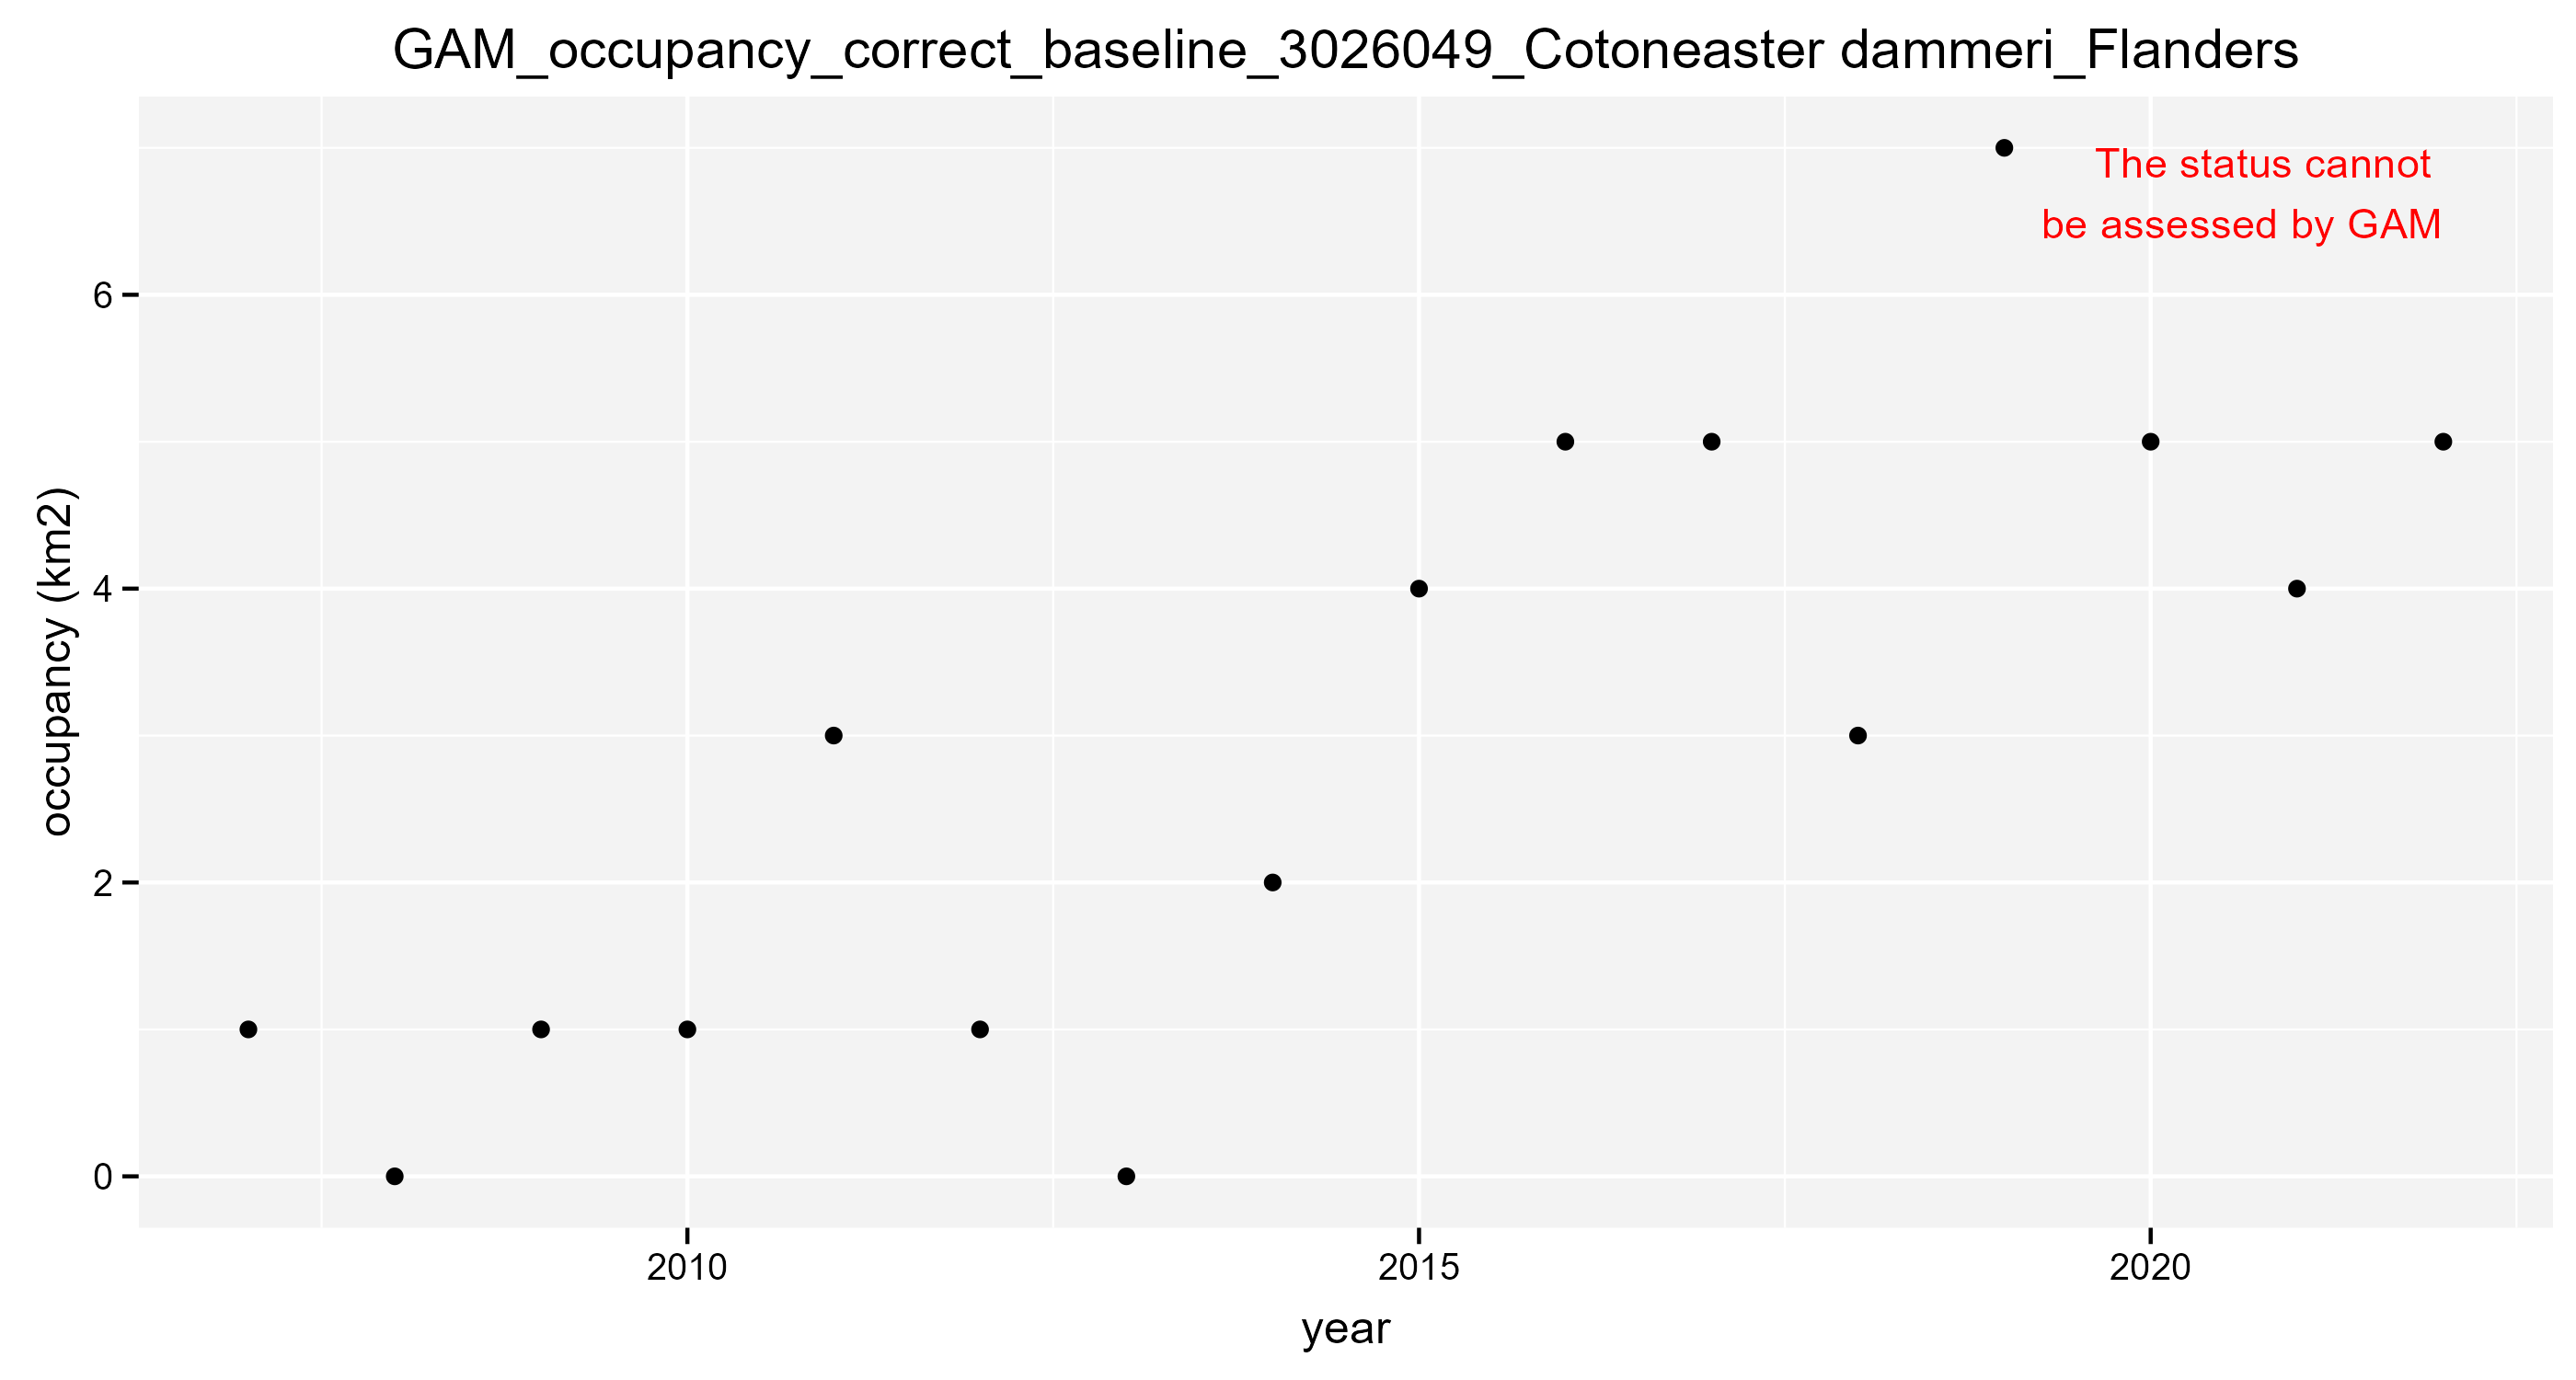 GAM_occupancy_correct_baseline_3026049_Cotoneaster dammeri_Flanders
The status cannot
be assessed by GAM
6
4
2
0
occupancy (km2)
2010
2015
2020
year